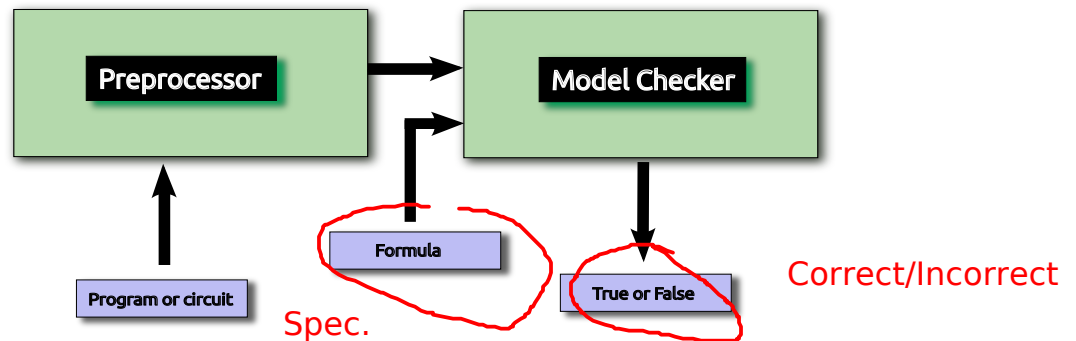 Preprocessor
Model Checker
Formula
Program or circuit
True or False
Correct/Incorrect
Spec.